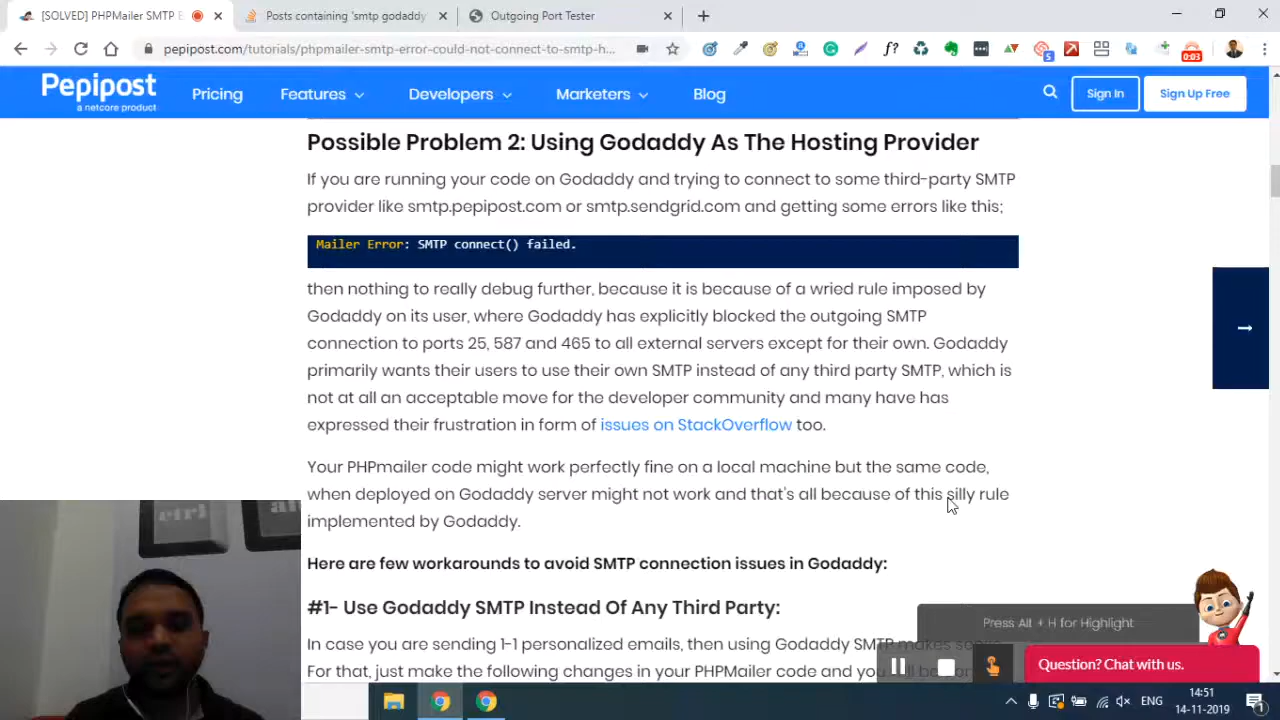 [SOLVED] PHPMailer SMTP E
Posts containing 'smtp godaddy
Outgoing Port Tester
pepipost.com/tutorials/phpmailer-smtp-error-could-not-connect-to-smtp-h...
f?
5
0:03
Pepipost
a netcore product
Pricing
Features
Developers
Marketers
Blog
Sign In
Sign Up Free
Possible Problem 2: Using Godaddy As The Hosting Provider
If you are running your code on Godaddy and trying to connect to some third-party SMTP
provider like smtp.pepipost.com or smtp.sendgrid.com and getting some errors like this;
Mailer Error: SMTP connect() failed.
then nothing to really debug further, because it is because of a wried rule imposed by
Godaddy on its user, where Godaddy has explicitly blocked the outgoing SMTP
connection to ports 25, 587 and 465 to all external servers except for their own. Godaddy
primarily wants their users to use their own SMTP instead of any third party SMTP, which is
not at all an acceptable move for the developer community and many have has
expressed their frustration in form of issues on StackOverflow too.
Your PHPmailer code might work perfectly fine on a local machine but the same code,
when deployed on Godaddy server might not work and that's all because of this silly rule
implemented by Godaddy.
Here are few workarounds to avoid SMTP connection issues in Godaddy:
#1- Use Godaddy SMTP Instead Of Any Third Party:
Press Alt + H for Highlight
In case you are sending 1-1 personalized emails, then using Godaddy SMTP makes
For that, just make the following changes in your PHPMailer code and you
Question? Chat with us.
ctrl
ENG
14:51
14-11-2019
1